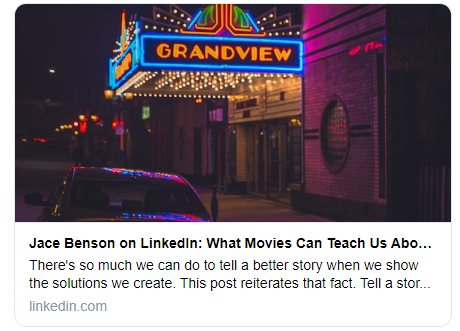 GRANDVIEW
Jace Benson on LinkedIn: What Movies Can Teach Us Abo...
There's so much we can do to tell a better story when we show
the solutions we create. This post reiterates that fact. Tell a stor...
linkedin.com